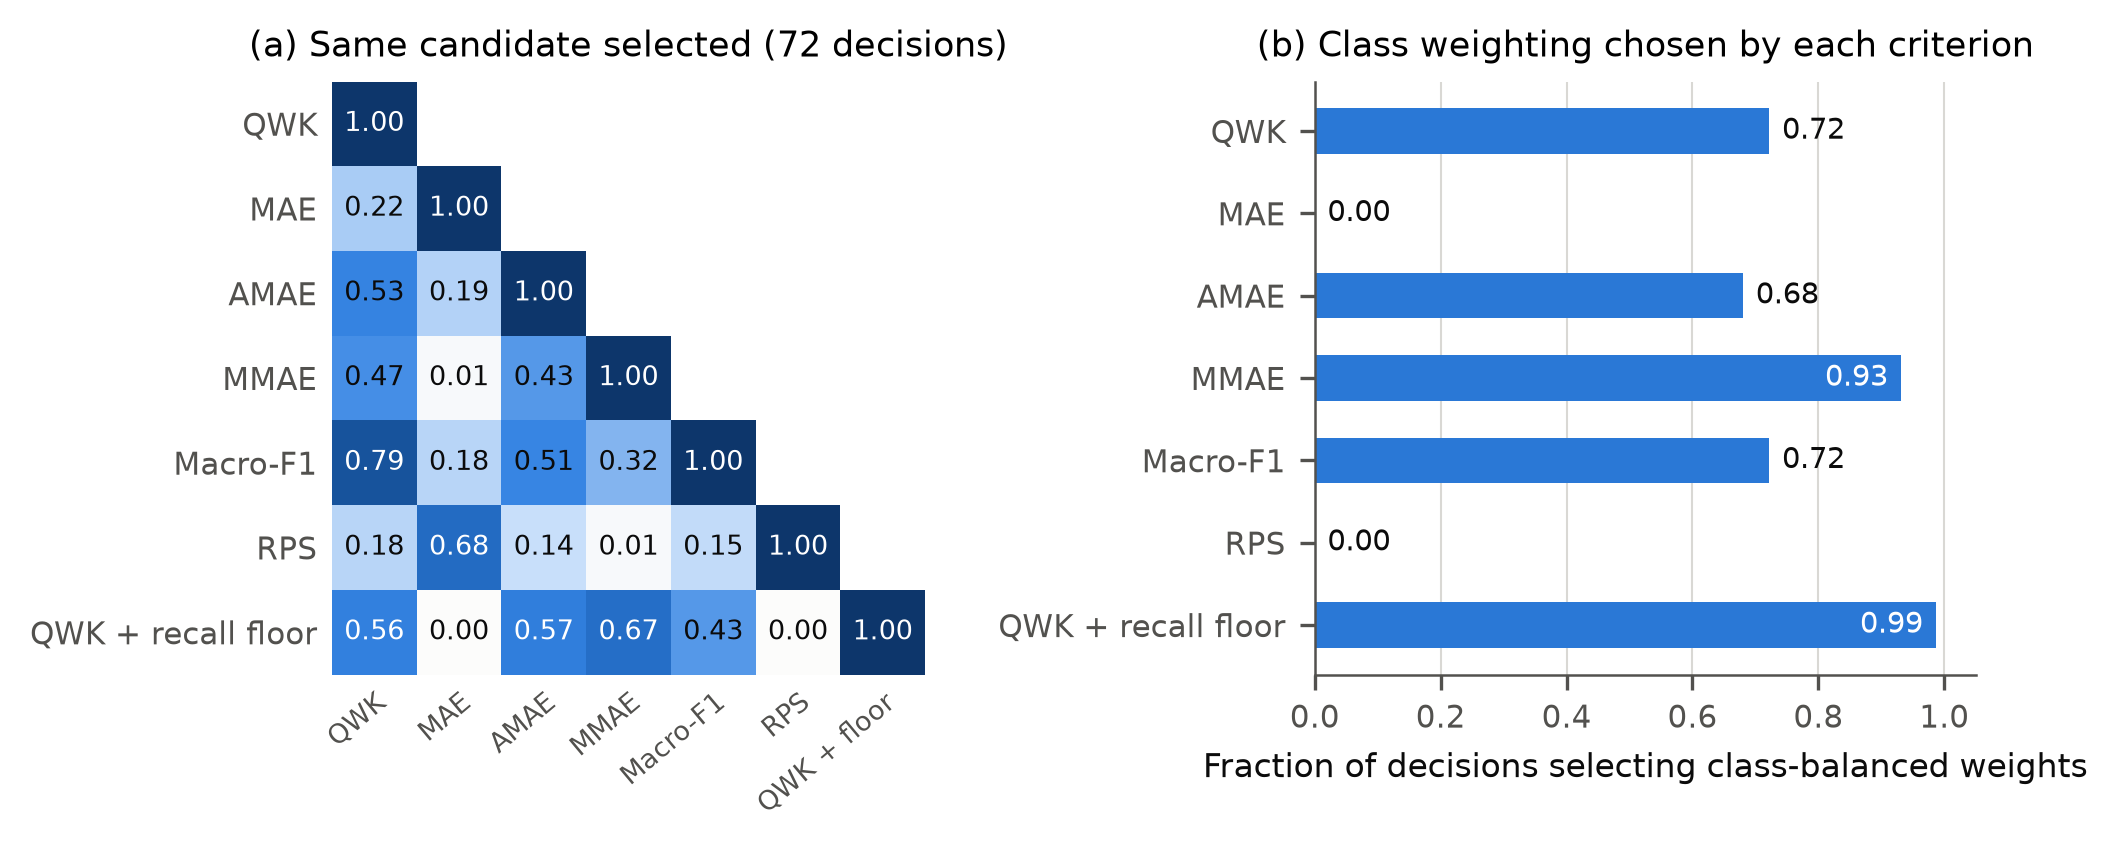 (a) Same candidate selected (72 decisions)
QWK 1.00
MAE 0.22 1.00
AMAE 0.53 0.19 1.00
MMAE 0.47 0.01 0.43 1.00
Macro-F1 0.79 0.18 0.51 0.32 1.00
RPS 0.18 0.68 0.14 0.01 0.15 1.00
QWK + recall floor 0.56 0.00 0.57 0.67 0.43 0.00 1.00
QWK MAE AMAE MMAE Macro-F1 RPS QWK + floor
(b) Class weighting chosen by each criterion
QWK 0.72
MAE 0.00
AMAE 0.68
MMAE 0.93
Macro-F1 0.72
RPS 0.00
QWK + recall floor 0.99
0.0 0.2 0.4 0.6 0.8 1.0
Fraction of decisions selecting class-balanced weights